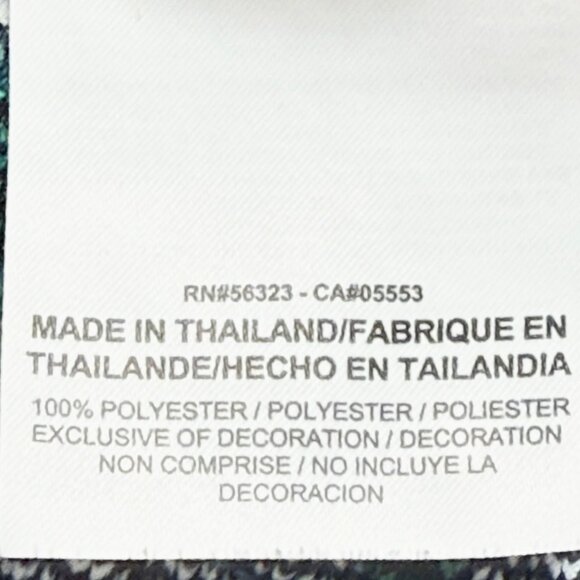 RN#56323 - CA#05553
MADE IN THAILAND/FABRIQUE EN
THAILANDE/HECHO EN TAILANDIA
100% POLYESTER / POLYESTER / POLIESTER
EXCLUSIVE OF DECORATION / DECORATION
NON COMPRISE / NO INCLUYE LA
DECORACION